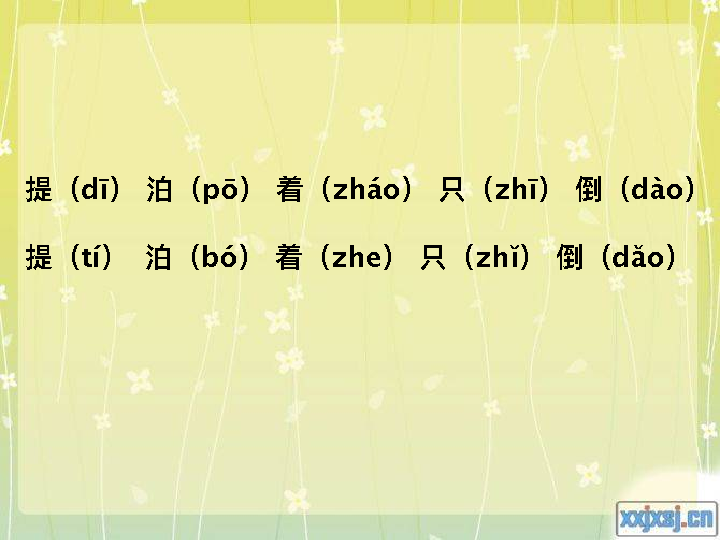 提（dī） 泊（pō） 着（zháo） 只（zhī） 倒（dào）
提（tí） 泊（bó） 着（zhe） 只（zhǐ） 倒（dǎo）
xxjxsj.cn